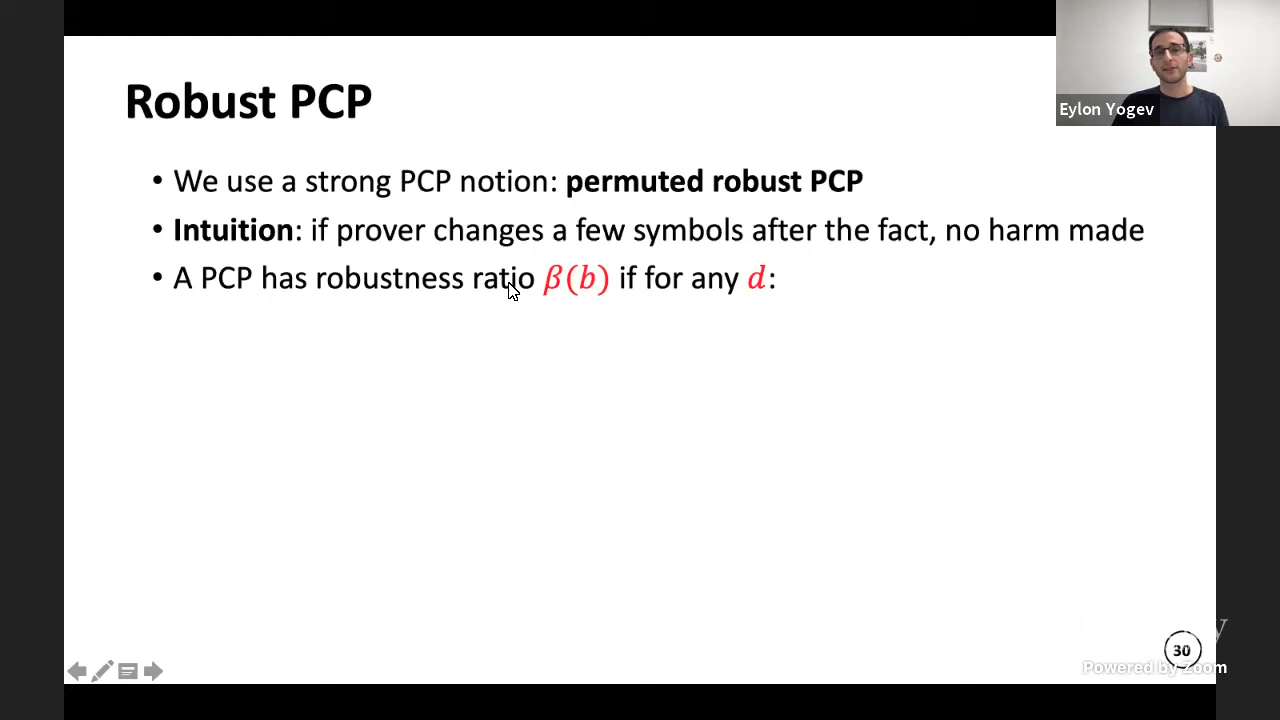 Robust PCP
Eylon Yogev
• We use a strong PCP notion: permuted robust PCP
• Intuition: if prover changes a few symbols after the fact, no harm made
• A PCP has robustness ratio β(b) if for any d:
30
Powered by Zoom